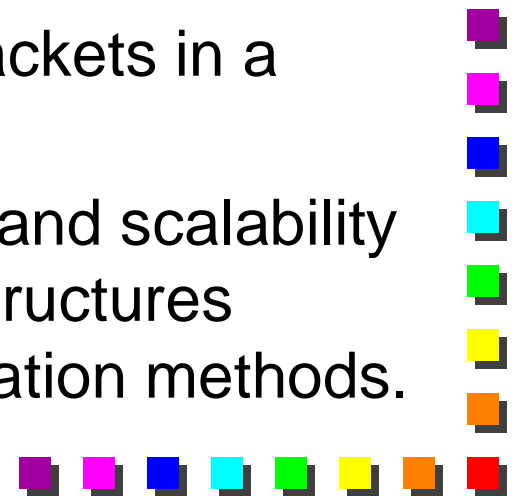 ackets in a
and scalability
ructures
ation methods.